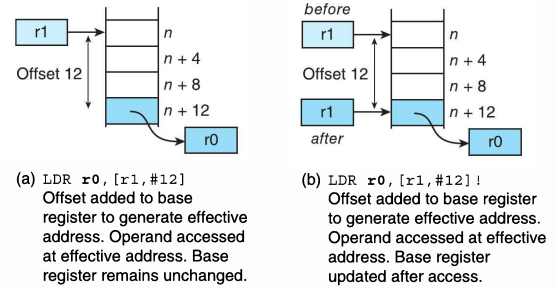 r1
n
Offset 12
n + 4
n + 8
n + 12
r0
(a) LDR r0,[r1,#12]
Offset added to base
register to generate effective
address. Operand accessed
at effective address. Base
register remains unchanged.
before
r1
n
Offset 12
n + 4
n + 8
r1
n + 12
after
r0
(b) LDR r0,[r1,#12]!
Offset added to base register
to generate effective address.
Operand accessed at effective
address. Base register
updated after access.